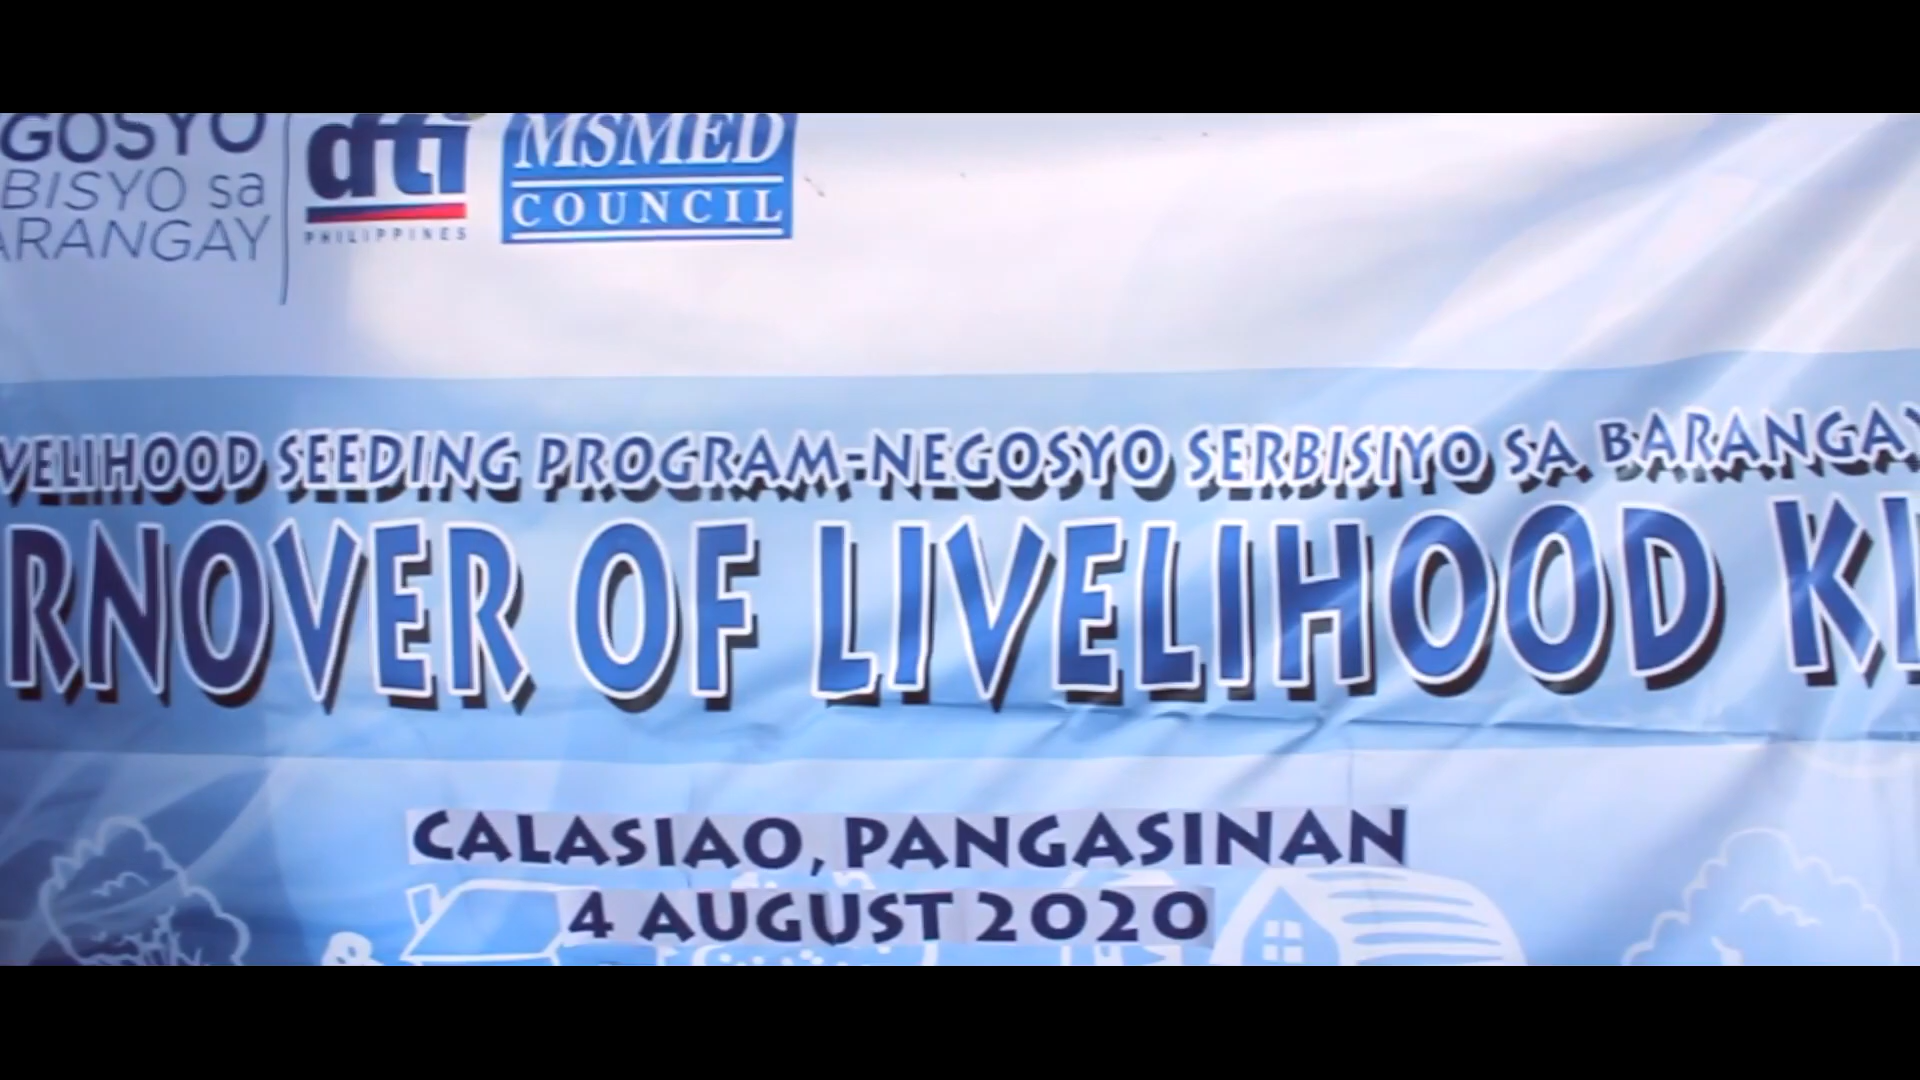 GOSYO
BISYO sa
ARANGAY
dti
PHILIPPINES
MSMED
COUNCIL
VELIHOOD SEEDING PROGRAM-NEGOSYO SERBISIYO SA BARANGAY
RNOVER OF LIVELIHOOD KI
CALASIAO, PANGASINAN
4 AUGUST 2020